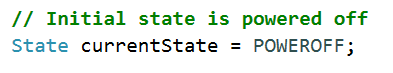 // Initial state is powered off
State currentState = POWEROFF;